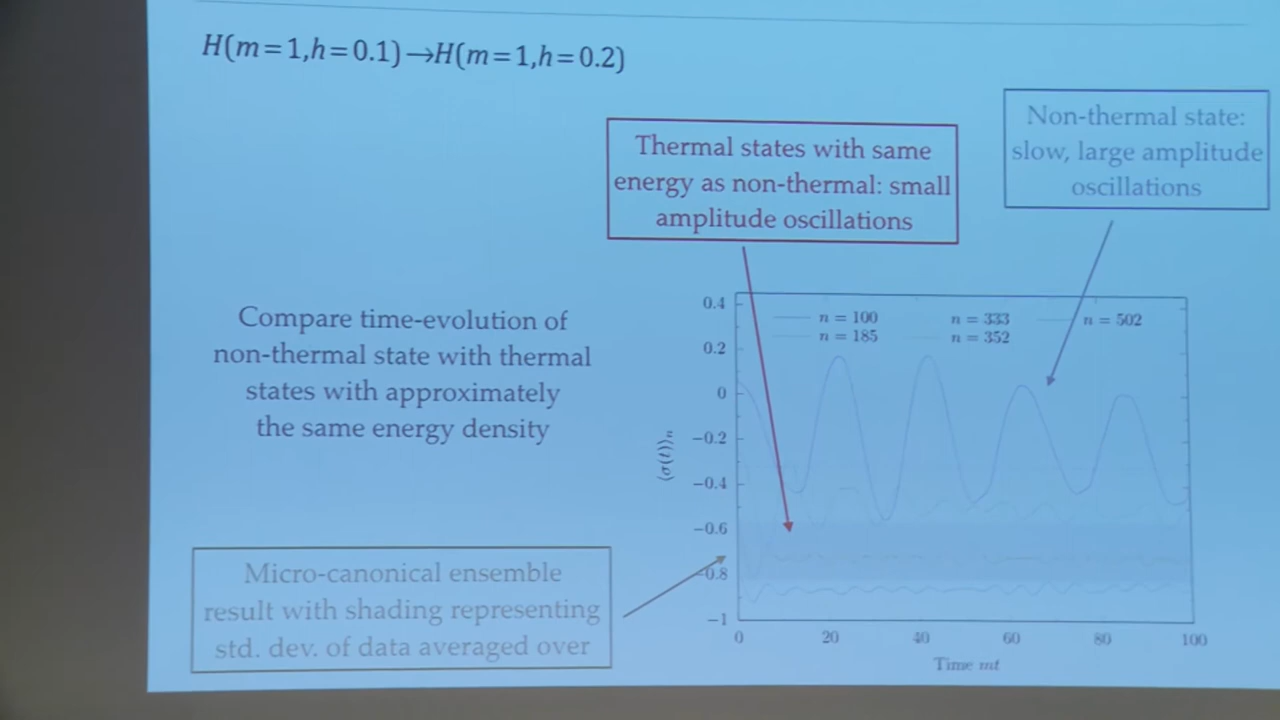 H(m=1,h=0.1)→H(m=1,h=0.2)
Thermal states with same
energy as non-thermal: small
amplitude oscillations
Non-thermal state:
slow, large amplitude
oscillations
Compare time-evolution of
non-thermal state with thermal
states with approximately
the same energy density
Micro-canonical ensemble
result with shading representing
std. dev. of data averaged over
0.4
0.2
0
−0.2
−0.4
−0.6
−0.8
−1
⟨σ(t)⟩n
n = 100
n = 185
n = 333
n = 352
n = 502
0 20 40 60 80 100
Time mt